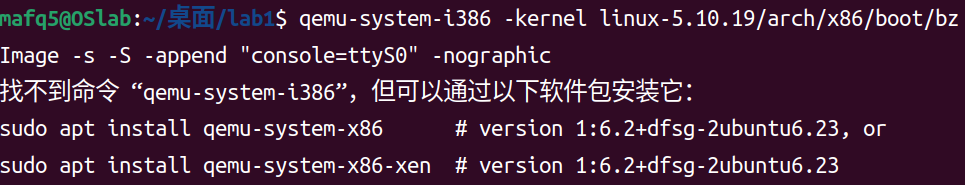 mafq5@OSlab:~/桌面/lab1$ qemu-system-i386 -kernel linux-5.10.19/arch/x86/boot/bz
Image -s -S -append "console=ttyS0" -nographic
找不到命令 “qemu-system-i386”，但可以通过以下软件包安装它：
sudo apt install qemu-system-x86      # version 1:6.2+dfsg-2ubuntu6.23, or
sudo apt install qemu-system-x86-xen  # version 1:6.2+dfsg-2ubuntu6.23